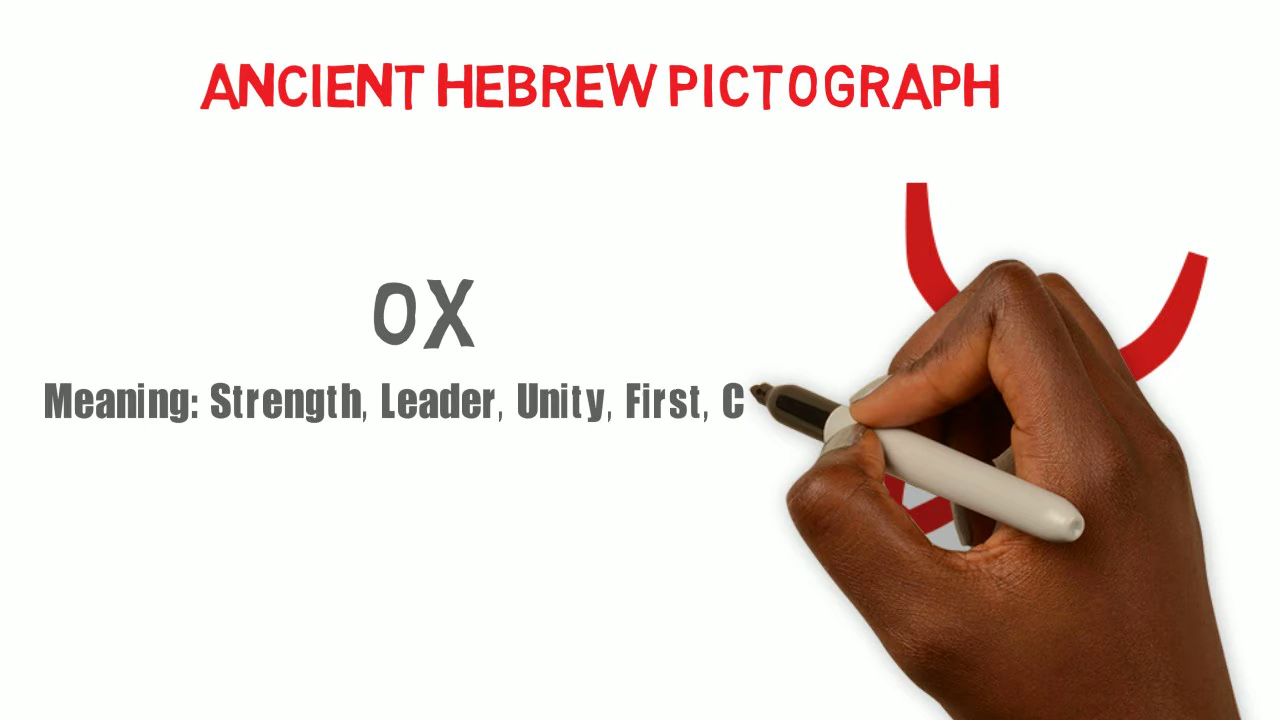 ANCIENT HEBREW PICTOGRAPH
OX
Meaning: Strength, Leader, Unity, First, C